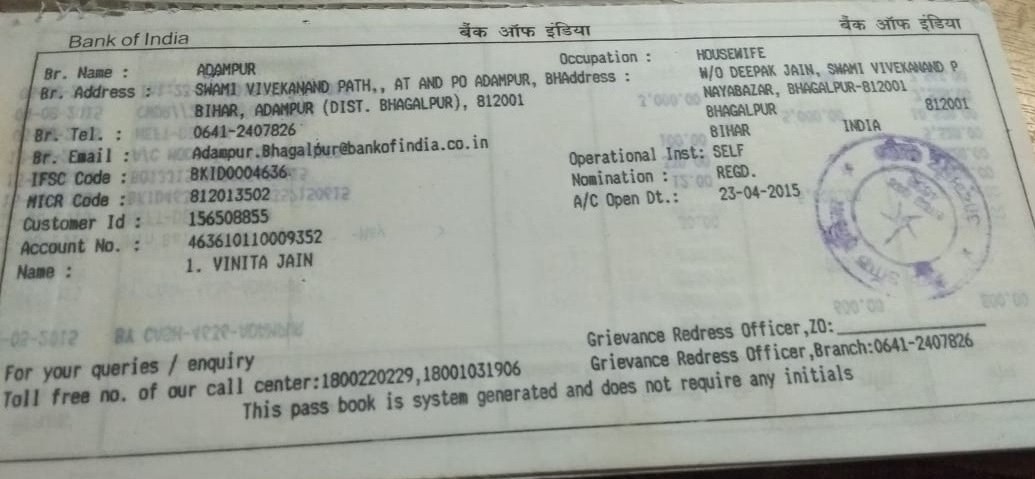 Bank of India बैंक ऑफ इंडिया बैंक ऑफ इंडिया
Br. Name : ADAMPUR Occupation : HOUSEWIFE
Br. Address : SWAMI VIVEKANAND PATH,, AT AND PO ADAMPUR, BHAddress : W/O DEEPAK JAIN, SWAMI VIVEKANAND P
BIHAR, ADAMPUR (DIST. BHAGALPUR), 812001 NAYABAZAR, BHAGALPUR-812001
BHAGALPUR 812001
Br. Tel. : 0641-2407826 BIHAR INDIA
Br. Email : Adampur.Bhagalpur@bankofindia.co.in Operational Inst: SELF
IFSC Code : BKID0004636 Nomination : REGD.
MICR Code : 812013502 A/C Open Dt.: 23-04-2015
Customer Id : 156508855
Account No. : 463610110009352
Name : 1. VINITA JAIN
Grievance Redress Officer,ZO:
For your queries / enquiry Grievance Redress Officer,Branch:0641-2407826
Toll free no. of our call center:1800220229,18001031906
This pass book is system generated and does not require any initials